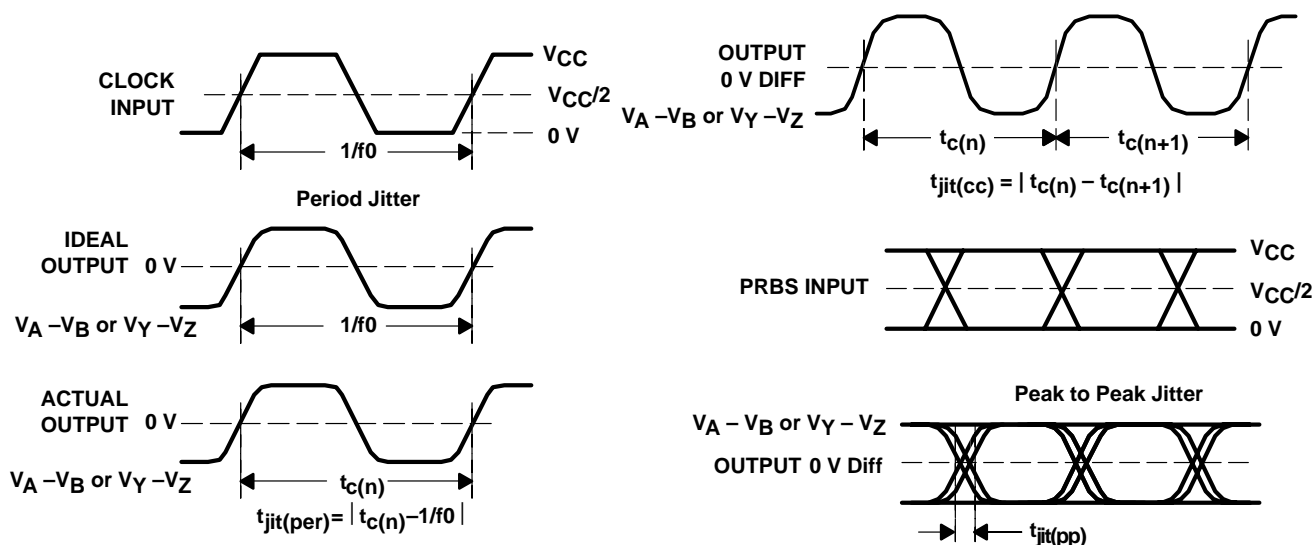 CLOCK
INPUT
VCC
VCC/2
0 V
1/f0
Period Jitter
IDEAL
OUTPUT 0 V
VA –VB or VY –VZ
1/f0
ACTUAL
OUTPUT 0 V
VA –VB or VY –VZ
tc(n)
tjit(per)= | tc(n)–1/f0 |
OUTPUT
0 V DIFF
VA –VB or VY –VZ
tc(n)
tc(n+1)
tjit(cc) = | tc(n) – tc(n+1) |
PRBS INPUT
VCC
VCC/2
0 V
Peak to Peak Jitter
VA – VB or VY – VZ
OUTPUT 0 V Diff
tjit(pp)